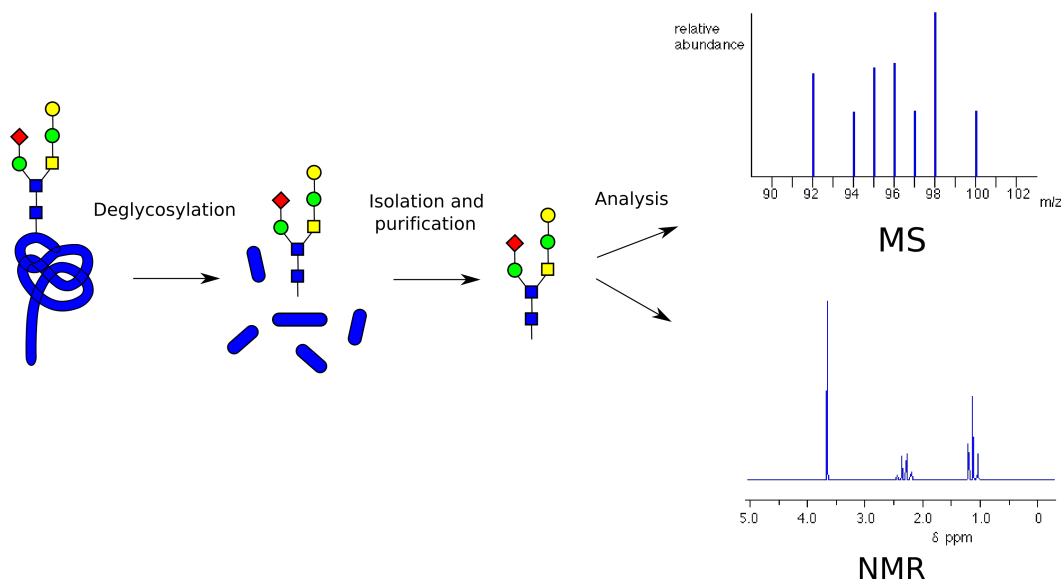 Deglycosylation
Isolation and
purification
Analysis
relative
abundance
90 92 94 96 98 100 102
m/z
MS
5.0 4.0 3.0 2.0 1.0 0
δ ppm
NMR